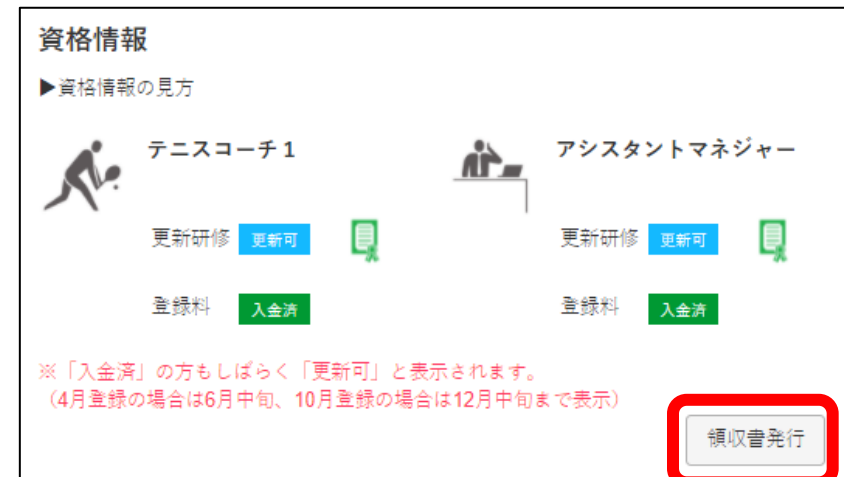 資格情報
▶資格情報の見方
テニスコーチ1
アシスタントマネジャー
更新研修 更新可
更新研修 更新可
登録料 入金済
登録料 入金済
※「入金済」の方もしばらく「更新可」と表示されます。
（4月登録の場合は6月中旬、10月登録の場合は12月中旬まで表示）
領収書発行